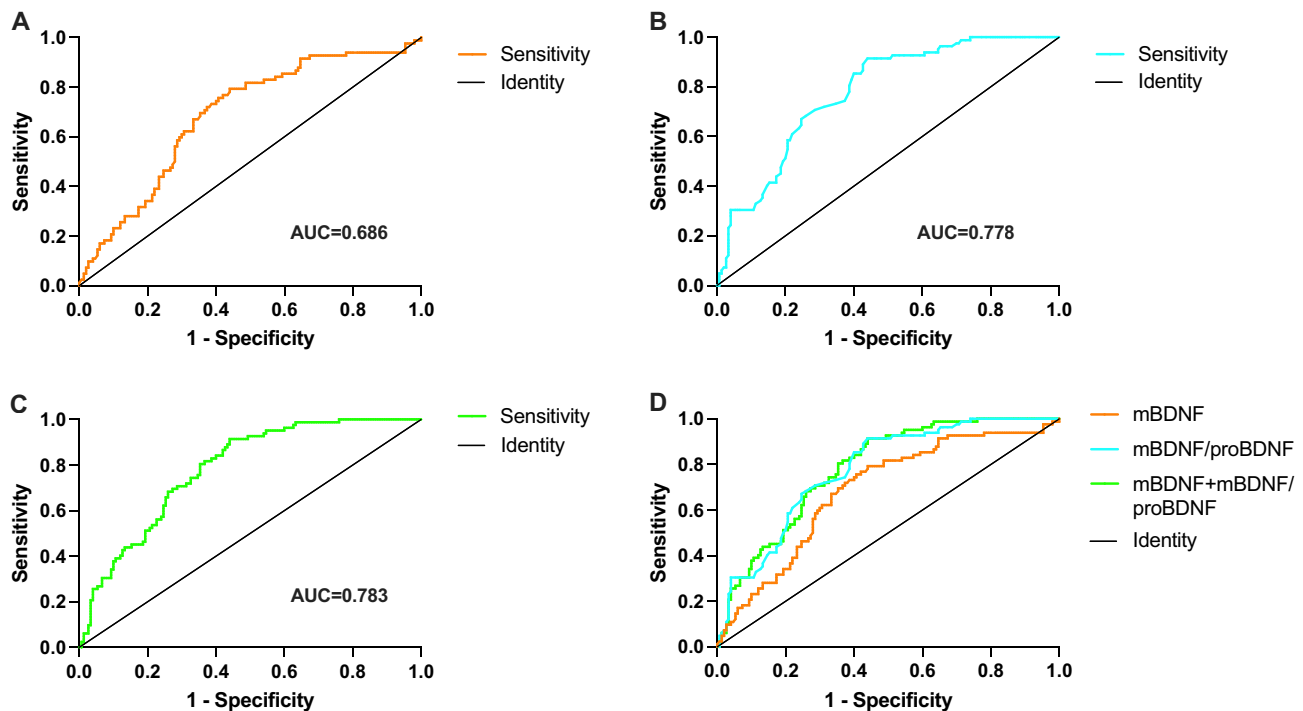 A
Sensitivity
1.0
0.8
0.6
0.4
0.2
0.0
Sensitivity
Identity
AUC=0.686
0.0 0.2 0.4 0.6 0.8 1.0
1 - Specificity
B
Sensitivity
1.0
0.8
0.6
0.4
0.2
0.0
Sensitivity
Identity
AUC=0.778
0.0 0.2 0.4 0.6 0.8 1.0
1 - Specificity
C
Sensitivity
1.0
0.8
0.6
0.4
0.2
0.0
Sensitivity
Identity
AUC=0.783
0.0 0.2 0.4 0.6 0.8 1.0
1 - Specificity
D
Sensitivity
1.0
0.8
0.6
0.4
0.2
0.0
mBDNF
mBDNF/proBDNF
mBDNF+mBDNF/
proBDNF
Identity
0.0 0.2 0.4 0.6 0.8 1.0
1 - Specificity